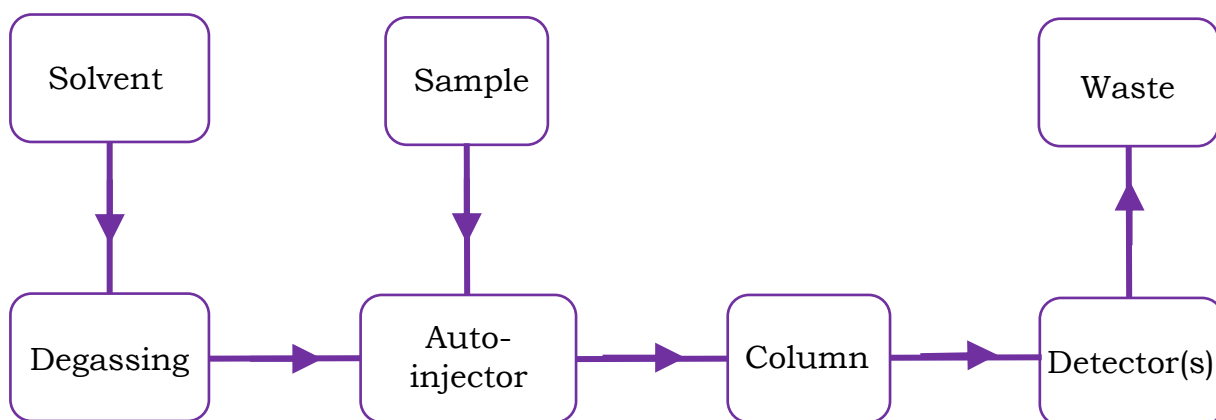 Solvent
Sample
Waste
Degassing
Auto-
injector
Column
Detector(s)